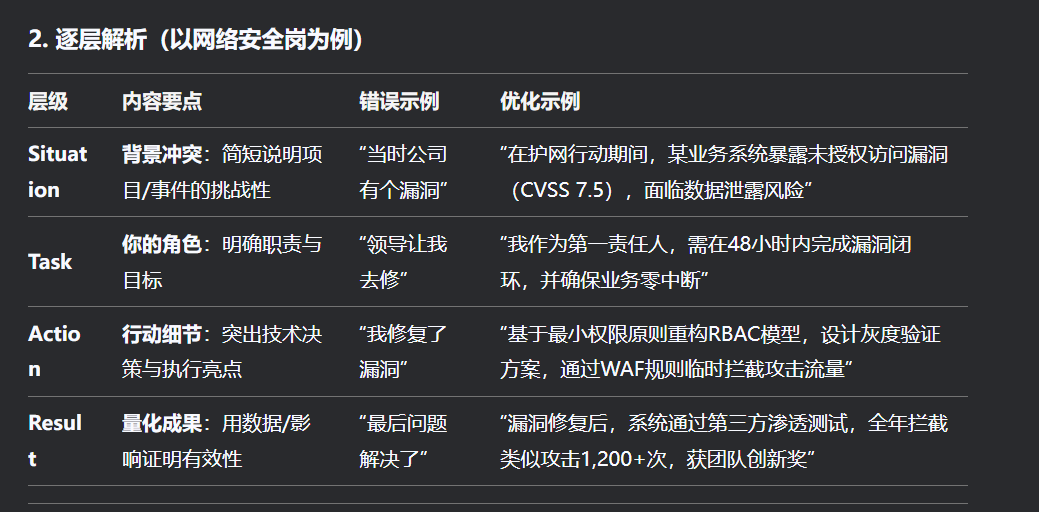 2. 逐层解析（以网络安全岗为例）
层级 内容要点 错误示例 优化示例
Situat
ion
背景冲突：简短说明项
目/事件的挑战性
“当时公司
有个漏洞”
“在护网行动期间，某业务系统暴露未授权访问漏洞
（CVSS 7.5），面临数据泄露风险”
Task
你的角色：明确职责与
目标
“领导让我
去修”
“我作为第一责任人，需在48小时内完成漏洞闭
环，并确保业务零中断”
Actio
n
行动细节：突出技术决
策与执行亮点
“我修复了
漏洞”
“基于最小权限原则重构RBAC模型，设计灰度验证
方案，通过WAF规则临时拦截攻击流量”
Resul
t
量化成果：用数据/影
响证明有效性
“最后问题
解决了”
“漏洞修复后，系统通过第三方渗透测试，全年拦截
类似攻击1,200+次，获团队创新奖”